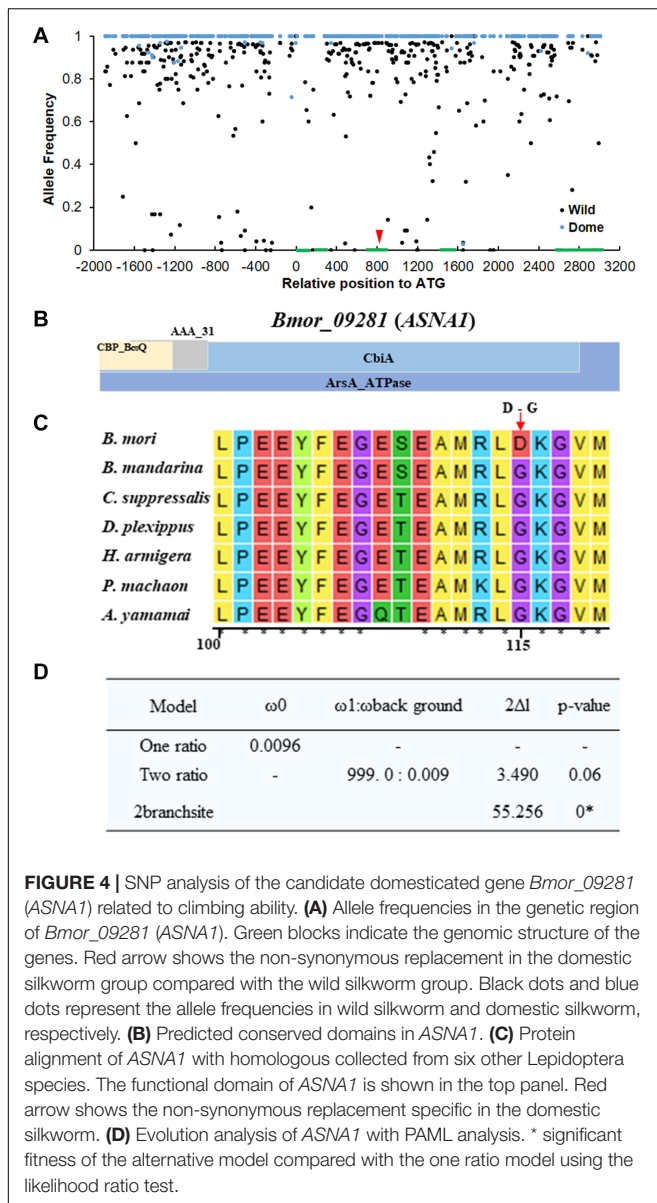 A
Allele Frequency
1
0.8
0.6
0.4
0.2
0
Wild
Dome
-2000 -1600 -1200 -800 -400 0 400 800 1200 1600 2000 2400 2800 3200
Relative position to ATG
B
Bmor_09281 (ASNA1)
CBP_BcsQ
AAA_31
CbiA
ArsA_ATPase
C
D - G
B. mori L P E E Y F E G E S E A M R L D K G V M
B. mandarina L P E E Y F E G E S E A M R L G K G V M
C. suppressalis L P E E Y F E G E T E A M R L G K G V M
D. plexippus L P E E Y F E G E T E A M R L G K G V M
H. armigera L P E E Y F E G E T E A M R L G K G V M
P. machaon L P E E Y F E G E T E A M K L G K G V M
A. yamamai L P E E Y F E G Q T E A M R L G K G V M
100 115
D
Model ω0 ω1:ωback ground 2Δl p-value
One ratio 0.0096 - - -
Two ratio - 999. 0 : 0.009 3.490 0.06
2branchsite 55.256 0*
FIGURE 4 | SNP analysis of the candidate domesticated gene Bmor_09281
(ASNA1) related to climbing ability. (A) Allele frequencies in the genetic region
of Bmor_09281 (ASNA1). Green blocks indicate the genomic structure of the
genes. Red arrow shows the non-synonymous replacement in the domestic
silkworm group compared with the wild silkworm group. Black dots and blue
dots represent the allele frequencies in wild silkworm and domestic silkworm,
respectively. (B) Predicted conserved domains in ASNA1. (C) Protein
alignment of ASNA1 with homologous collected from six other Lepidoptera
species. The functional domain of ASNA1 is shown in the top panel. Red
arrow shows the non-synonymous replacement specific in the domestic
silkworm. (D) Evolution analysis of ASNA1 with PAML analysis. * significant
fitness of the alternative model compared with the one ratio model using the
likelihood ratio test.